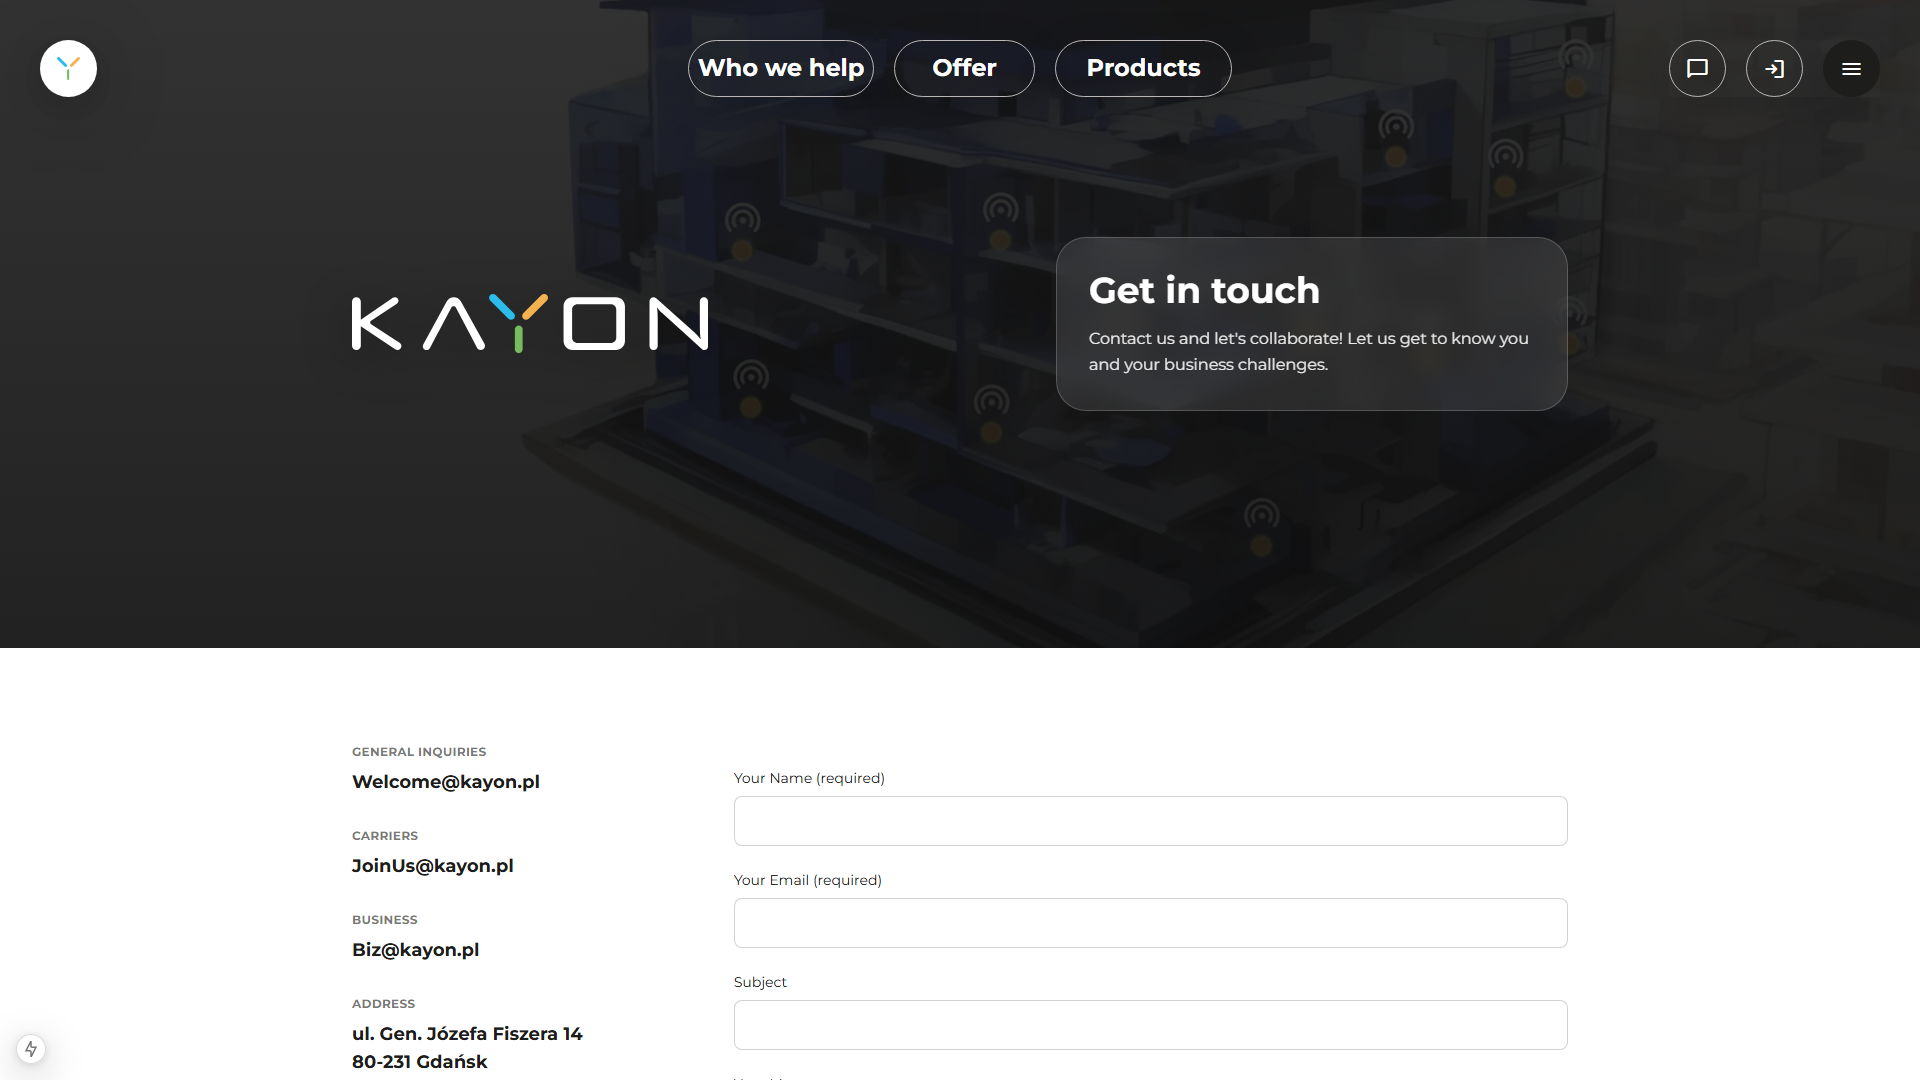 Who we help
Offer
Products
KAYON
Get in touch
Contact us and let's collaborate! Let us get to know you
and your business challenges.
GENERAL INQUIRIES
Welcome@kayon.pl
CARRIERS
JoinUs@kayon.pl
BUSINESS
Biz@kayon.pl
ADDRESS
ul. Gen. Józefa Fiszera 14
80-231 Gdańsk
Your Name (required)
Your Email (required)
Subject